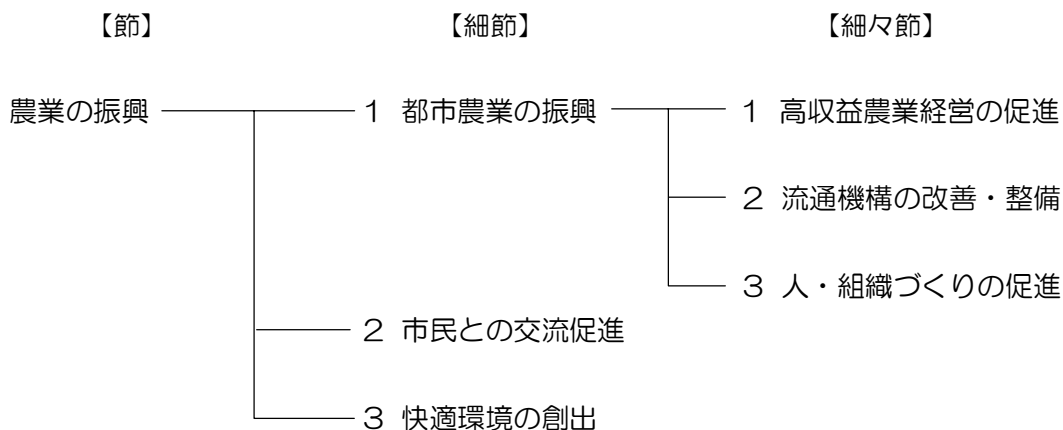 【節】 【細節】 【細々節】
農業の振興 1 都市農業の振興 1 高収益農業経営の促進
2 流通機構の改善・整備
3 人・組織づくりの促進
2 市民との交流促進
3 快適環境の創出